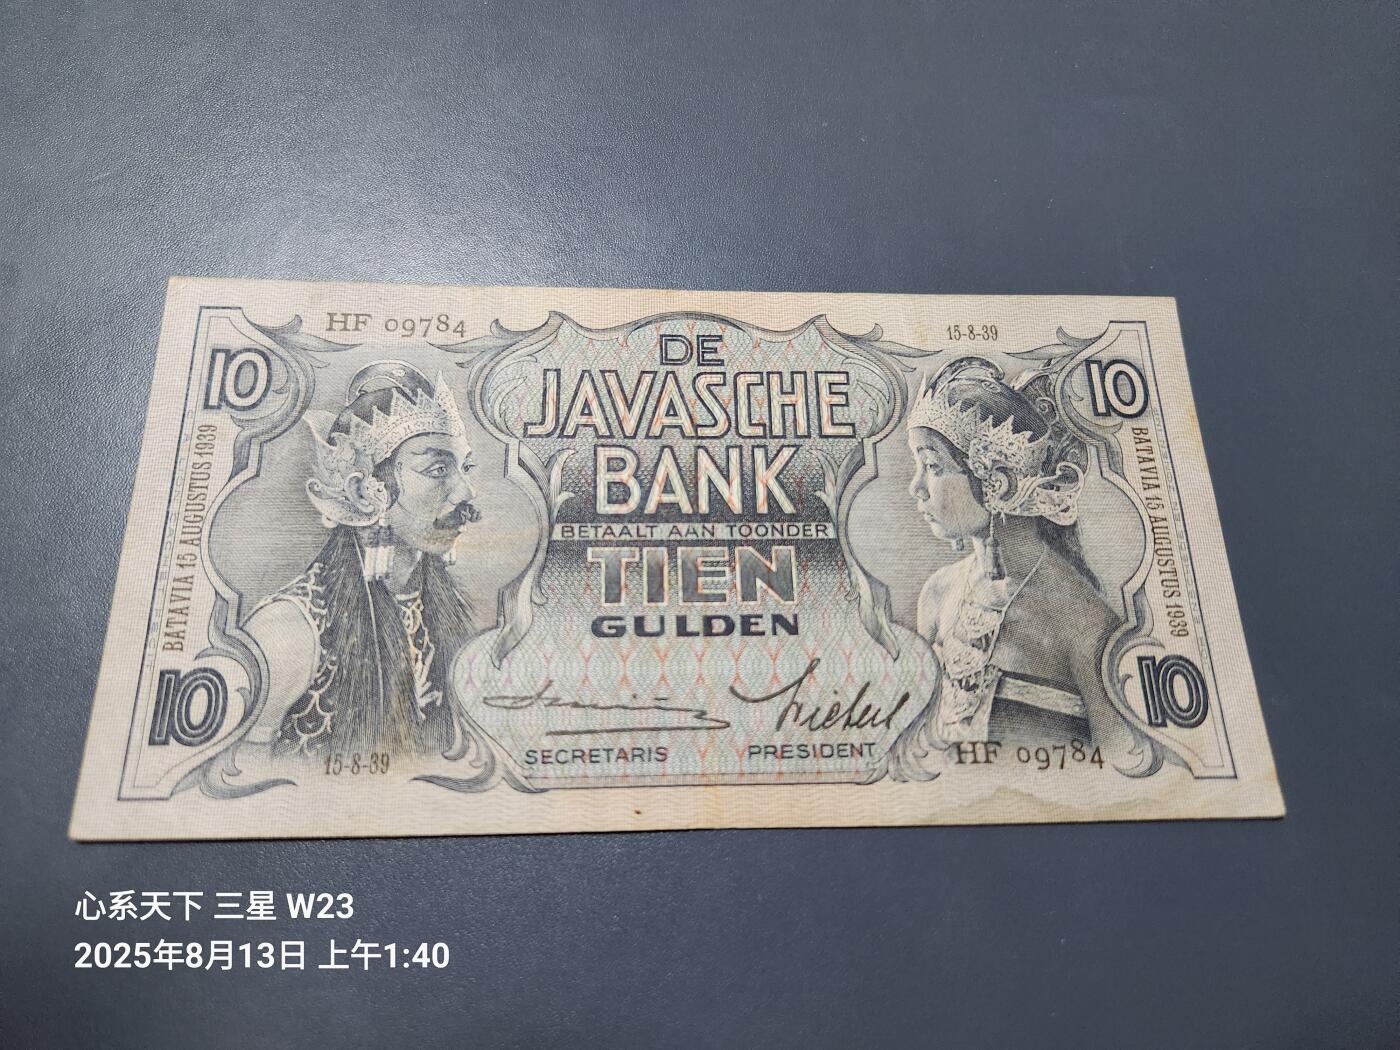 HF 09784
15-8-39
10
10
DE
JAVASCHE
BANK
BETAALT AAN TOONDER
TIEN
GULDEN
BATAVIA 15 AUGUSTUS 1939
BATAVIA 15 AUGUSTUS 1939
10
10
SECRETARIS
PRESIDENT
15-8-39
HF 09784
心系天下 三星 W23
2025年8月13日 上午1:40